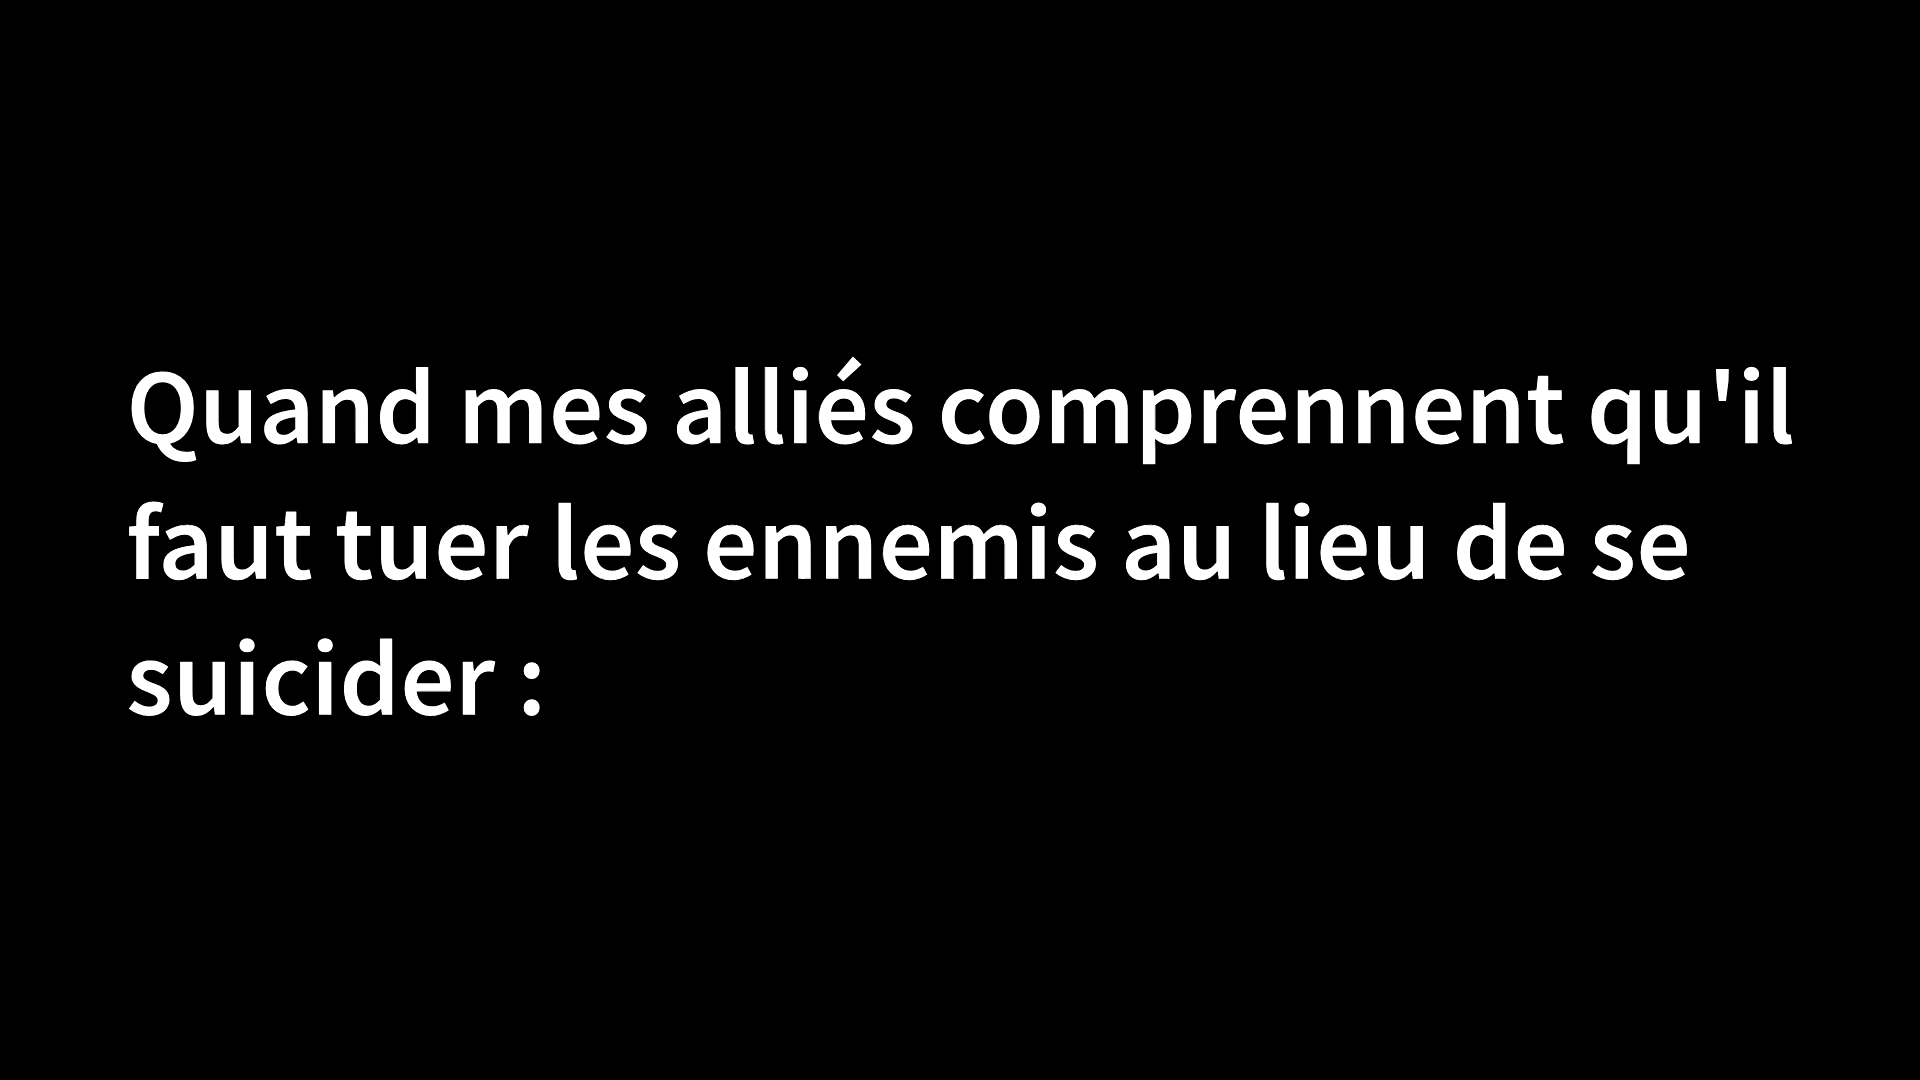 Quand mes alliés comprennent qu'il
faut tuer les ennemis au lieu de se
suicider :